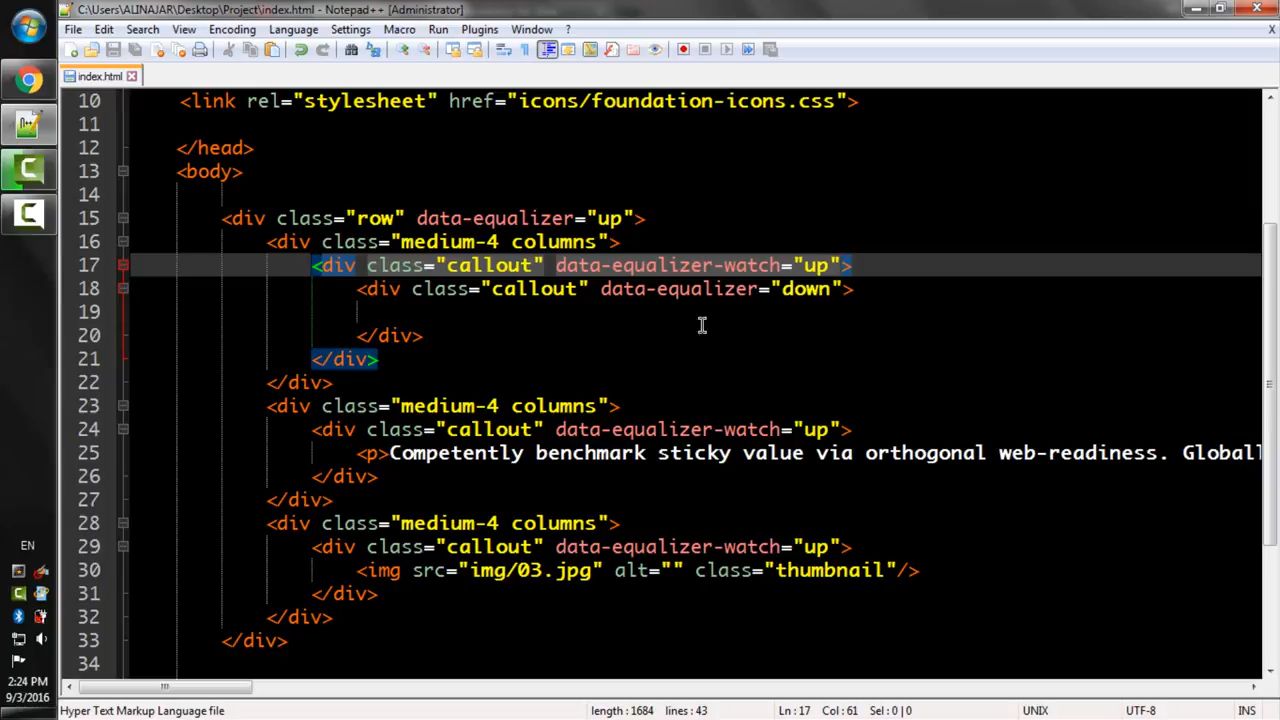 C:\Users\ALINAJAR\Desktop\Project\index.html - Notepad++ [Administrator]
File Edit Search View Encoding Language Settings Macro Run Plugins Window ?
X
index.html
10 <link rel="stylesheet" href="icons/foundation-icons.css">
11
12 </head>
13 <body>
14
15 <div class="row" data-equalizer="up">
16 <div class="medium-4 columns">
17 <div class="callout" data-equalizer-watch="up">
18 <div class="callout" data-equalizer="down">
19
20 </div>
21 </div>
22 </div>
23 <div class="medium-4 columns">
24 <div class="callout" data-equalizer-watch="up">
25 <p>Competently benchmark sticky value via orthogonal web-readiness. Globall
26 </div>
27 </div>
28 <div class="medium-4 columns">
29 <div class="callout" data-equalizer-watch="up">
30 <img src="img/03.jpg" alt="" class="thumbnail"/>
31 </div>
32 </div>
33 </div>
34
EN
2:24 PM
9/3/2016
Hyper Text Markup Language file length : 1684 lines : 43 Ln : 17 Col : 61 Sel : 0 | 0 UNIX UTF-8 INS